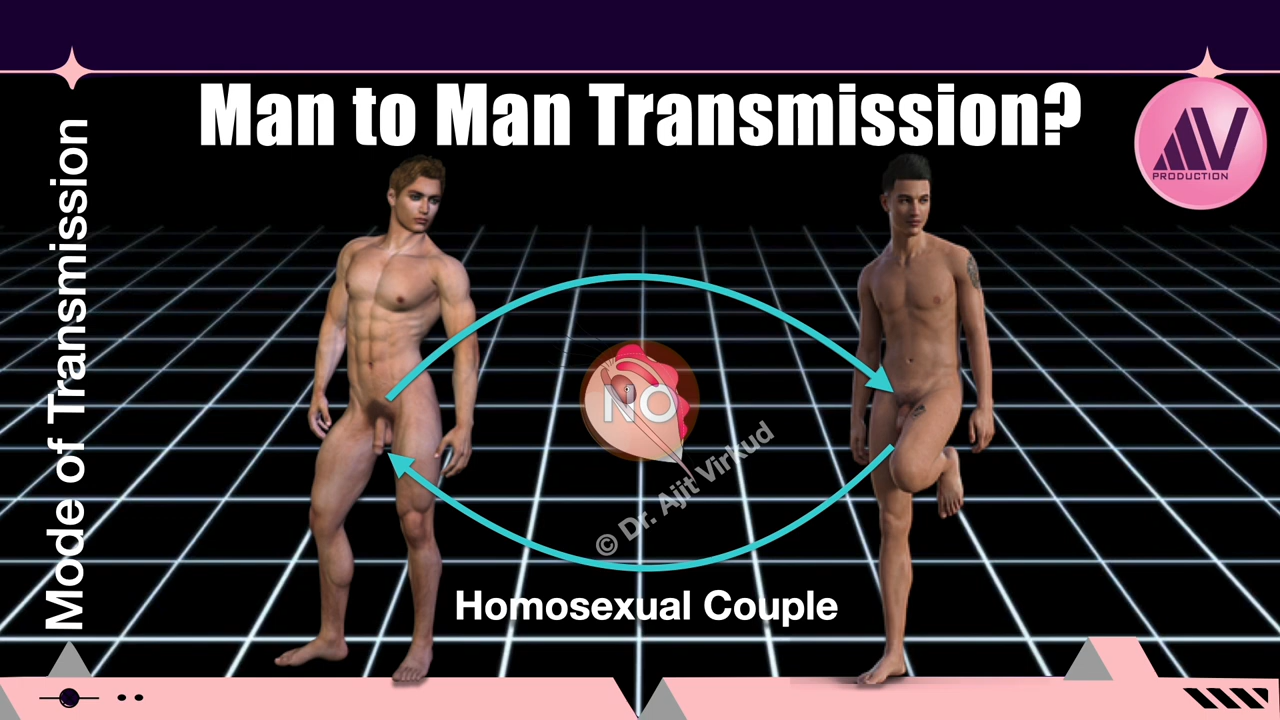 Man to Man Transmission?
Mode of Transmission
AV
PRODUCTION
NO
© Dr. Ajit Virkud
Homosexual Couple